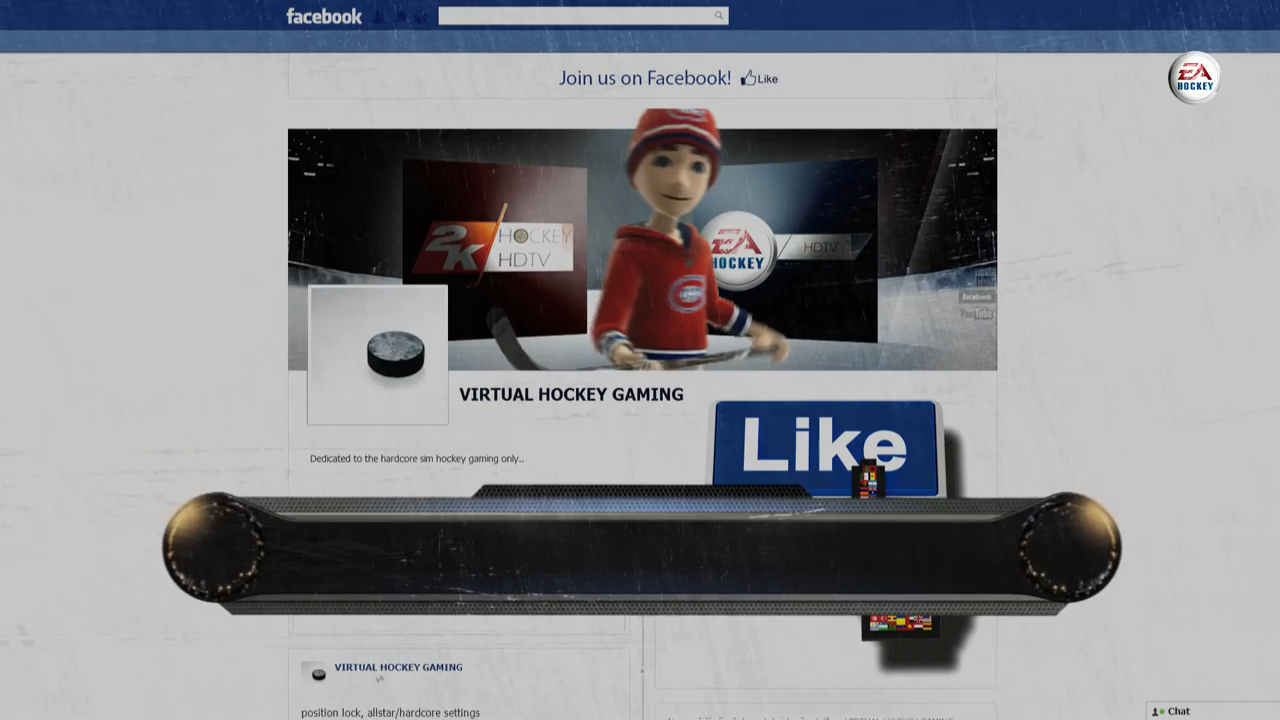 facebook
Join us on Facebook! Like
EA
HOCKEY
2K HOCKEY
HDTV
EA
HOCKEY
HDTV
facebook
YouTube
VIRTUAL HOCKEY GAMING
Like
Dedicated to the hardcore sim hockey gaming only..
VIRTUAL HOCKEY GAMING
position lock, allstar/hardcore settings
Chat